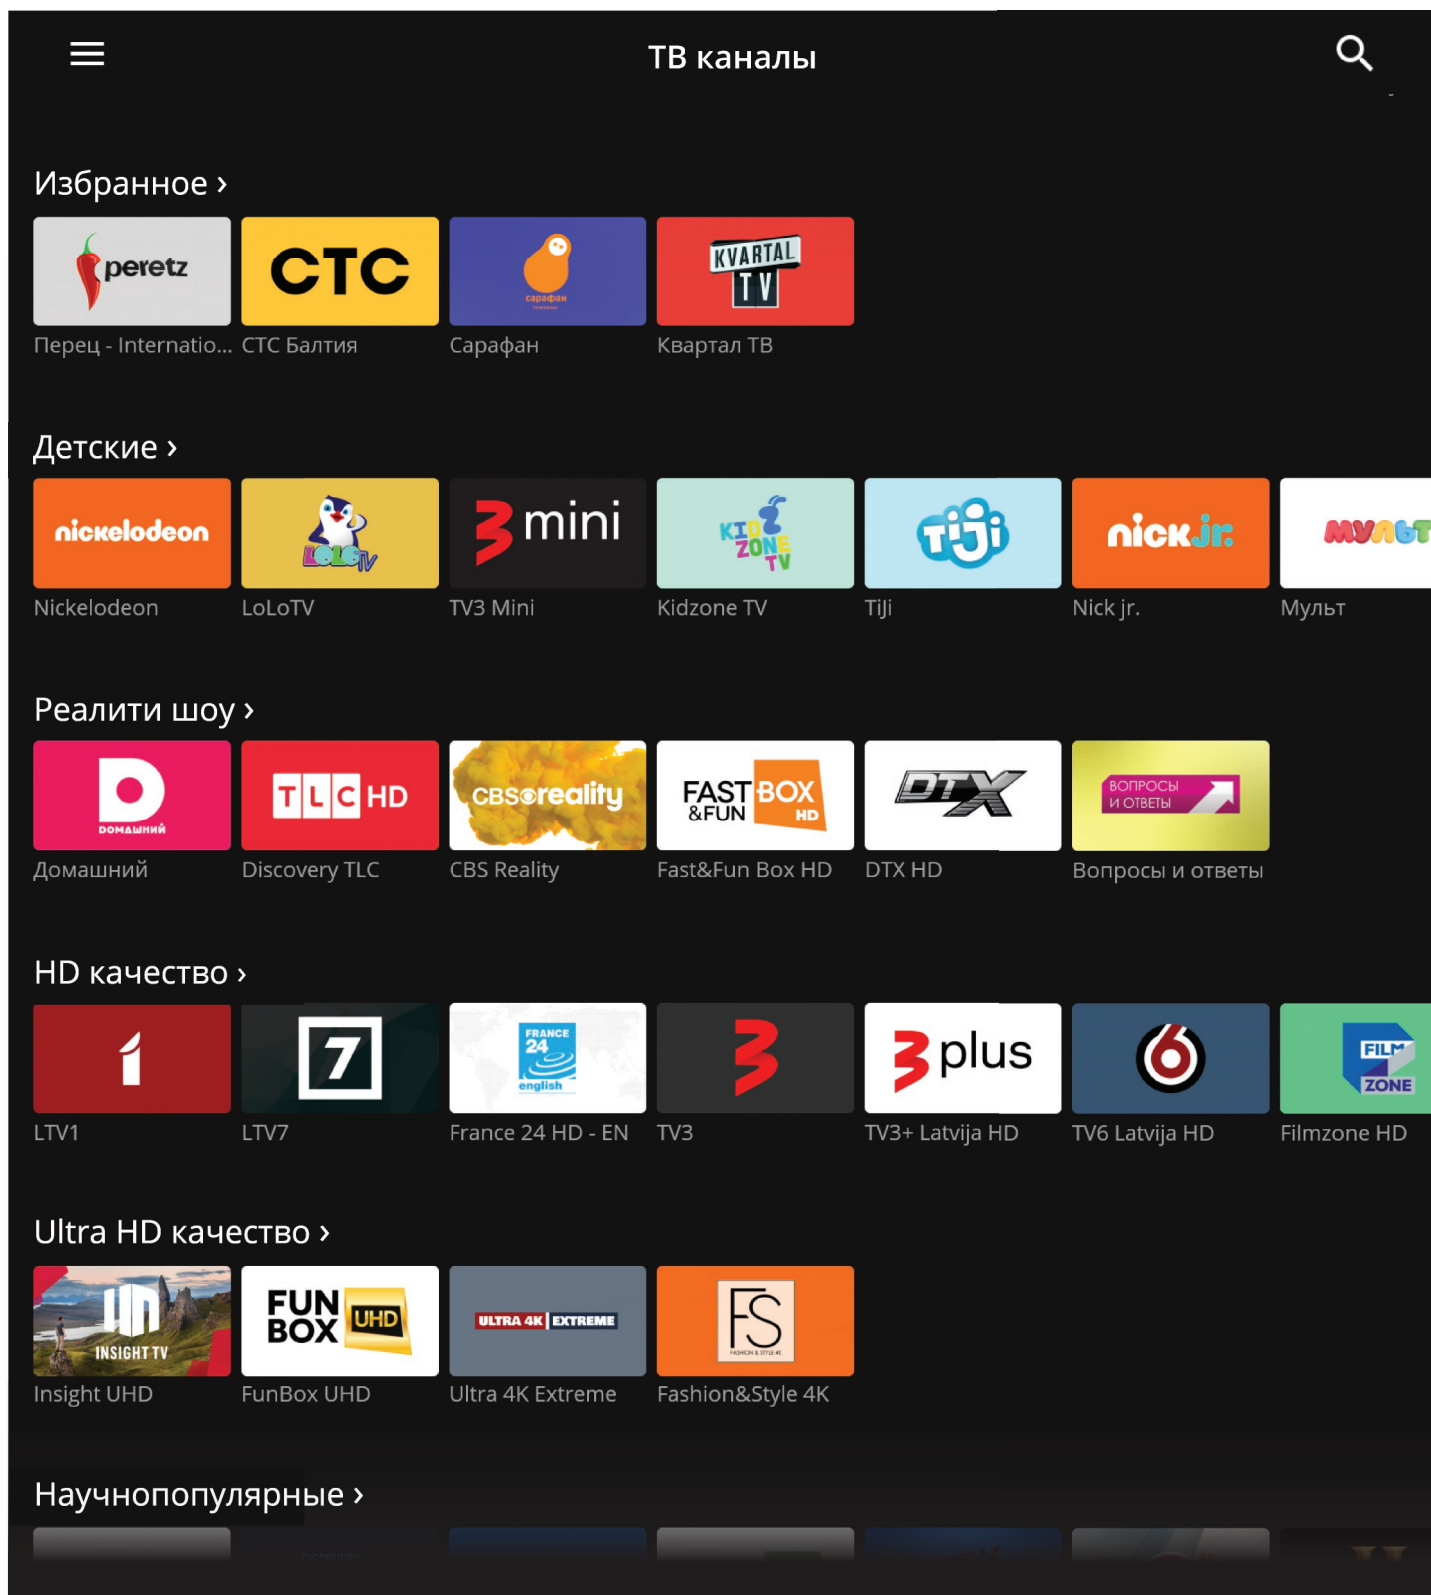 ТВ каналы
Избранное ›
peretz
СТС
сарафан
KVARTAL
TV
Перец - Internatio... СТС Балтия Сарафан Квартал ТВ
Детские ›
nickelodeon
LOLO TV
3 mini
KID ZONE TV
TiJi
nick jr.
МУЛЬТ
Nickelodeon LoLoTV TV3 Mini Kidzone TV TiJi Nick jr. Мульт
Реалити шоу ›
Домашний
TLC HD
CBS reality
FAST &FUN BOX HD
DTX
ВОПРОСЫ И ОТВЕТЫ
Домашний Discovery TLC CBS Reality Fast&Fun Box HD DTX HD Вопросы и ответы
HD качество ›
1
7
FRANCE 24 english
3
3 plus
6
FILM ZONE
LTV1 LTV7 France 24 HD - EN TV3 TV3+ Latvija HD TV6 Latvija HD Filmzone HD
Ultra HD качество ›
INSIGHT TV
FUN BOX UHD
ULTRA 4K EXTREME
FS
FASHION & STYLE 4K
Insight UHD FunBox UHD Ultra 4K Extreme Fashion&Style 4K
Научнопопулярные ›